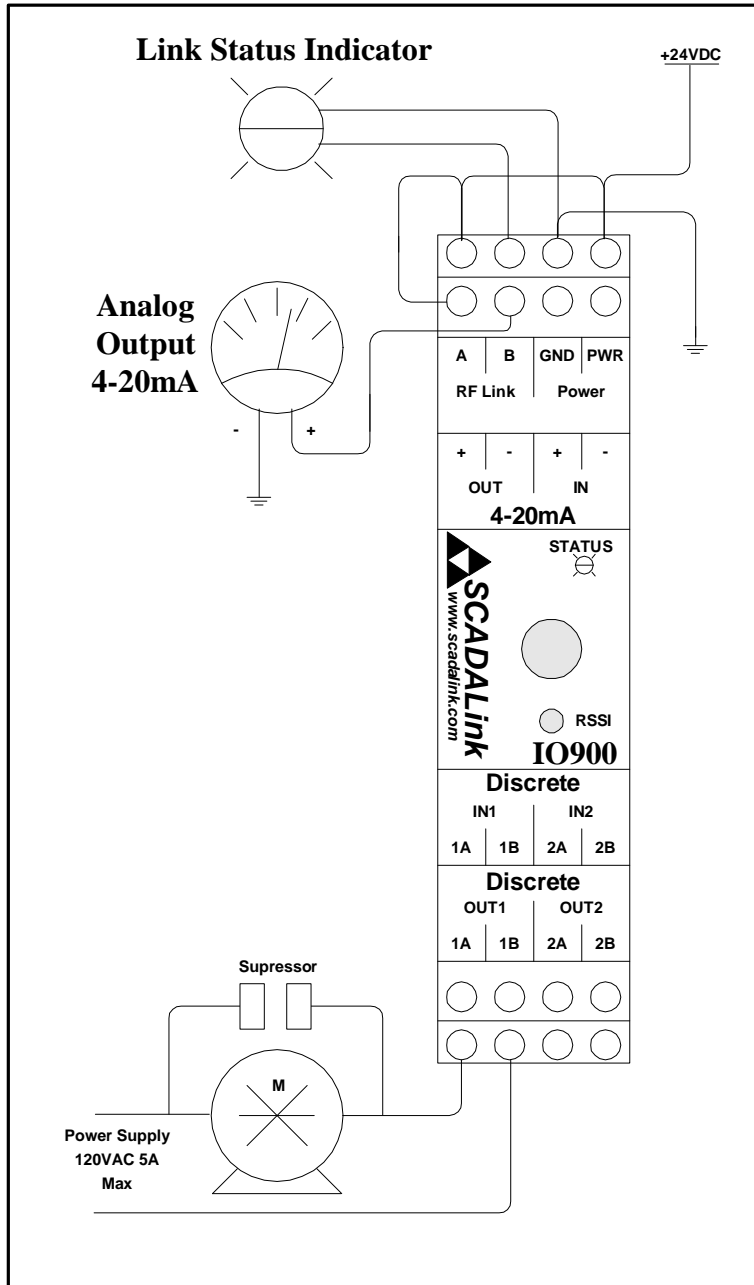 Link Status Indicator
+24VDC
Analog
Output
4-20mA
- +
A B GND PWR
RF Link Power
+ - + -
OUT IN
4-20mA
STATUS
SCADALink
www.scadalink.com
RSSI
IO900
Discrete
IN1 IN2
1A 1B 2A 2B
Discrete
OUT1 OUT2
1A 1B 2A 2B
Supressor
M
Power Supply
120VAC 5A
Max